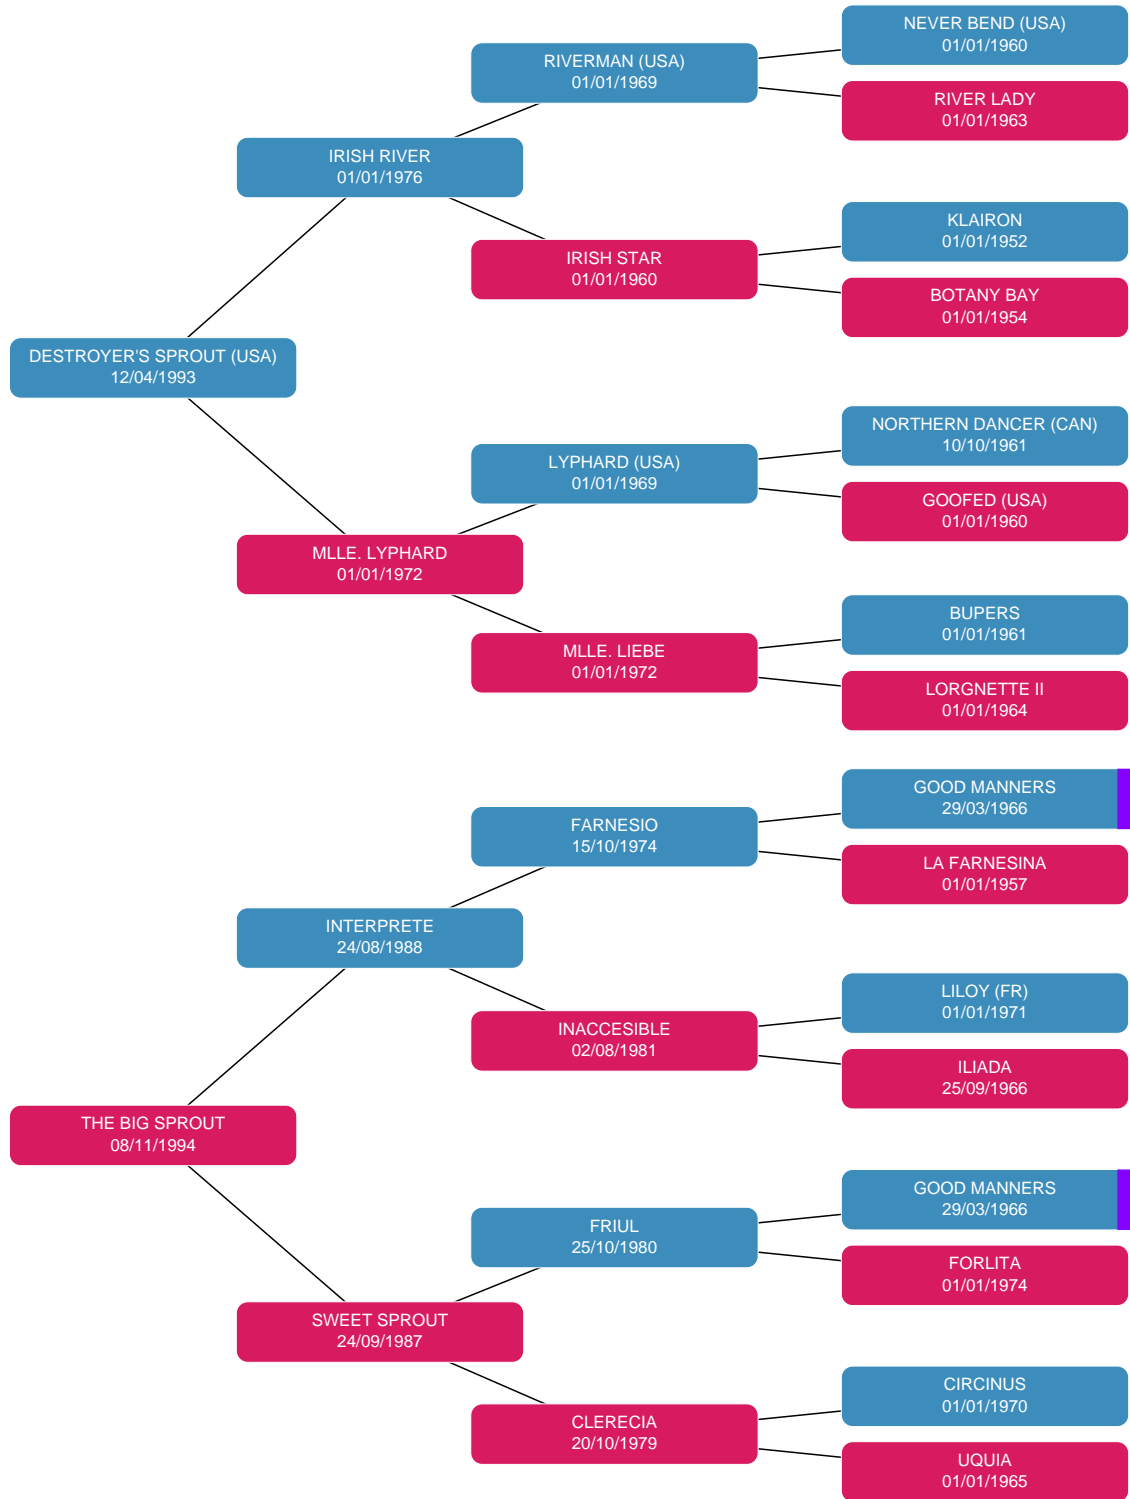 NEVER BEND (USA)
01/01/1960
RIVERMAN (USA)
01/01/1969
RIVER LADY
01/01/1963
IRISH RIVER
01/01/1976
KLAIRON
01/01/1952
IRISH STAR
01/01/1960
BOTANY BAY
01/01/1954
DESTROYER'S SPROUT (USA)
12/04/1993
NORTHERN DANCER (CAN)
10/10/1961
LYPHARD (USA)
01/01/1969
GOOFED (USA)
01/01/1960
MLLE. LYPHARD
01/01/1972
BUPERS
01/01/1961
MLLE. LIEBE
01/01/1972
LORGNETTE II
01/01/1964
GOOD MANNERS
29/03/1966
FARNESIO
15/10/1974
LA FARNESINA
01/01/1957
INTERPRETE
24/08/1988
LILOY (FR)
01/01/1971
INACCESIBLE
02/08/1981
ILIADA
25/09/1966
THE BIG SPROUT
08/11/1994
GOOD MANNERS
29/03/1966
FRIUL
25/10/1980
FORLITA
01/01/1974
SWEET SPROUT
24/09/1987
CIRCINUS
01/01/1970
CLERECIA
20/10/1979
UQUIA
01/01/1965